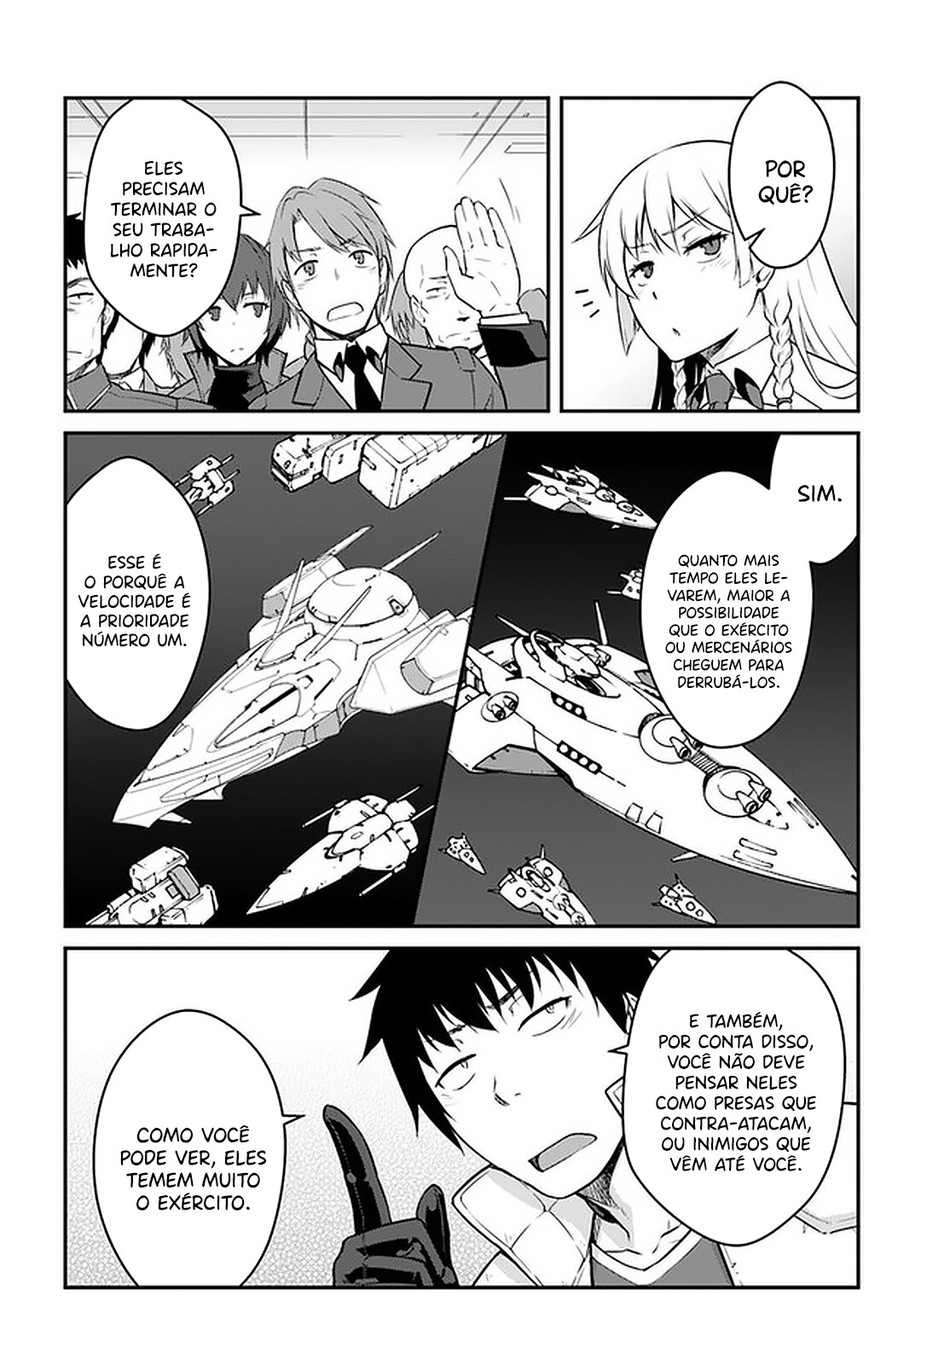 POR
QUÊ?
ELES
PRECISAM
TERMINAR O
SEU TRABA-
LHO RAPIDA-
MENTE?
SIM.
QUANTO MAIS
TEMPO ELES LE-
VAREM, MAIOR A
POSSIBILIDADE
QUE O EXÉRCITO
OU MERCENÁRIOS
CHEGUEM PARA
DERRUBÁ-LOS.
ESSE É
O PORQUÊ A
VELOCIDADE É
A PRIORIDADE
NÚMERO UM.
E TAMBÉM,
POR CONTA DISSO,
VOCÊ NÃO DEVE
PENSAR NELES
COMO PRESAS QUE
CONTRA-ATACAM,
OU INIMIGOS QUE
VÊM ATÉ VOCÊ.
COMO VOCÊ
PODE VER, ELES
TEMEM MUITO
O EXÉRCITO.